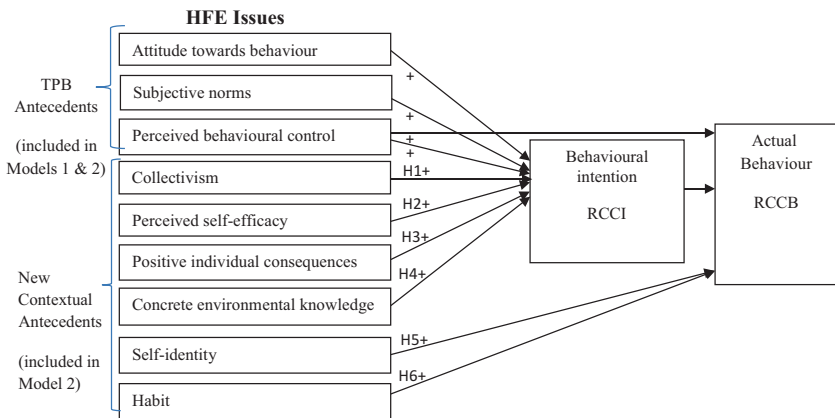 HFE Issues
TPB
Antecedents
(included in
Models 1 & 2)
New
Contextual
Antecedents
(included in
Model 2)
Attitude towards behaviour
Subjective norms
Perceived behavioural control
Collectivism
Perceived self-efficacy
Positive individual consequences
Concrete environmental knowledge
Self-identity
Habit
+
+
+
+
H1+
H2+
H3+
H4+
H5+
H6+
Behavioural
intention
RCCI
Actual
Behaviour
RCCB